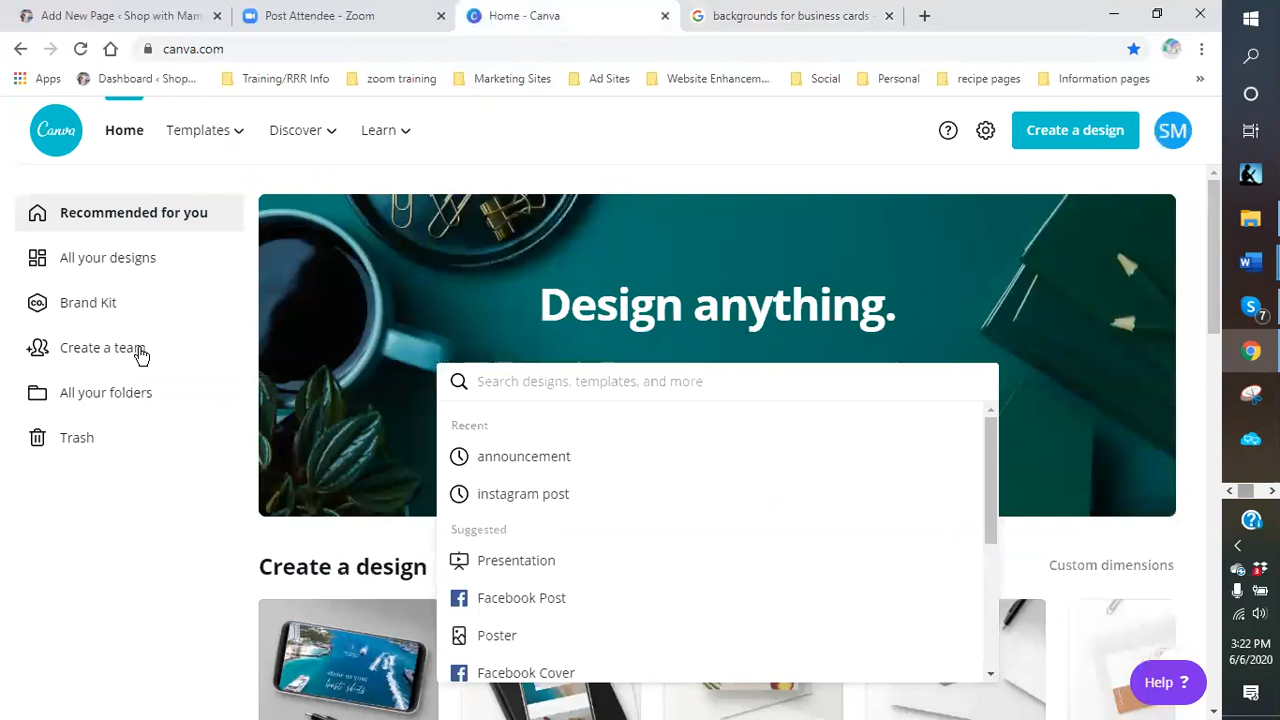 Add New Page < Shop with Mam
Post Attendee - Zoom
Home - Canva
backgrounds for business cards -
canva.com
Apps
Dashboard ‹ Shop...
Training/RRR Info
zoom training
Marketing Sites
Ad Sites
Website Enhancem...
Social
Personal
recipe pages
Information pages
»
Canva
Home
Templates
Discover
Learn
Create a design
SM
Recommended for you
All your designs
Brand Kit
Create a team
All your folders
Trash
Design anything.
Search designs, templates, and more
Recent
announcement
instagram post
Suggested
Presentation
Facebook Post
Poster
Facebook Cover
Create a design
Custom dimensions
best shots
Help ?
7
3:22 PM
6/6/2020